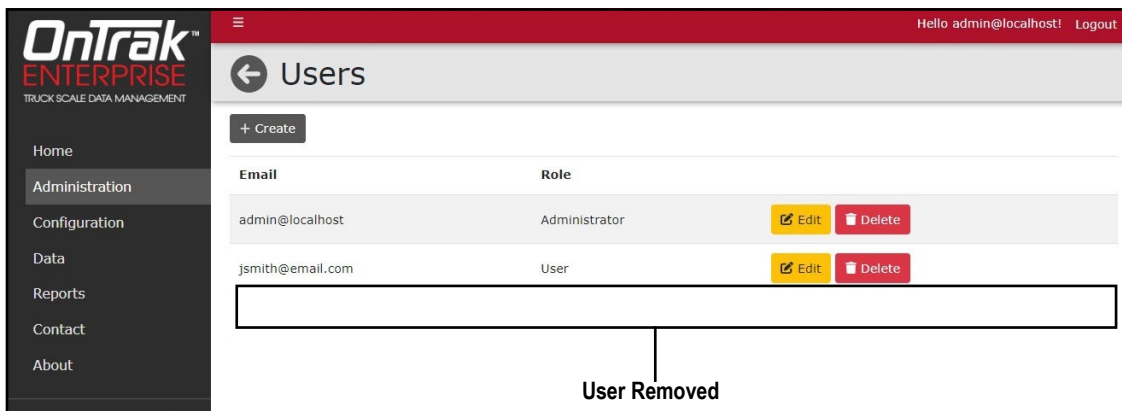 OnTrak™
ENTERPRISE
TRUCK SCALE DATA MANAGEMENT
Home
Administration
Configuration
Data
Reports
Contact
About
Hello admin@localhost! Logout
Users
+ Create
Email Role
admin@localhost Administrator Edit Delete
jsmith@email.com User Edit Delete
User Removed